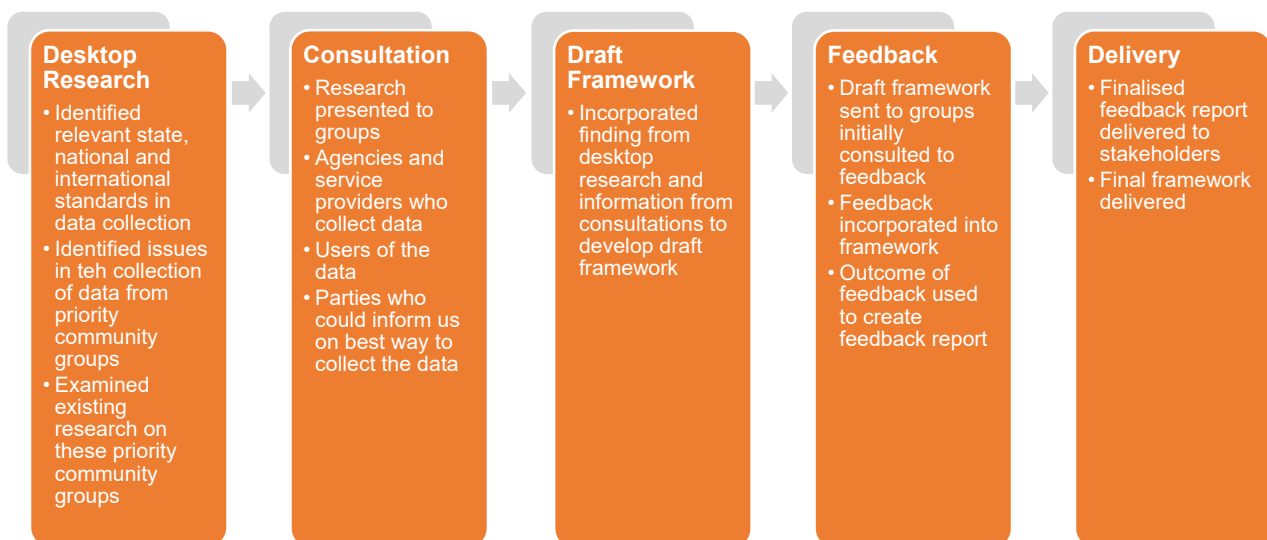 Desktop
Research
• Identified
relevant state,
national and
international
standards in
data collection
• Identified issues
in teh collection
of data from
priority
community
groups
• Examined
existing
research on
these priority
community
groups
Consultation
• Research
presented to
groups
• Agencies and
service
providers who
collect data
• Users of the
data
• Parties who
could inform us
on best way to
collect the data
Draft
Framework
• Incorporated
finding from
desktop
research and
information from
consultations to
develop draft
framework
Feedback
• Draft framework
sent to groups
initially
consulted to
feedback
• Feedback
incorporated into
framework
• Outcome of
feedback used
to create
feedback report
Delivery
• Finalised
feedback report
delivered to
stakeholders
• Final framework
delivered